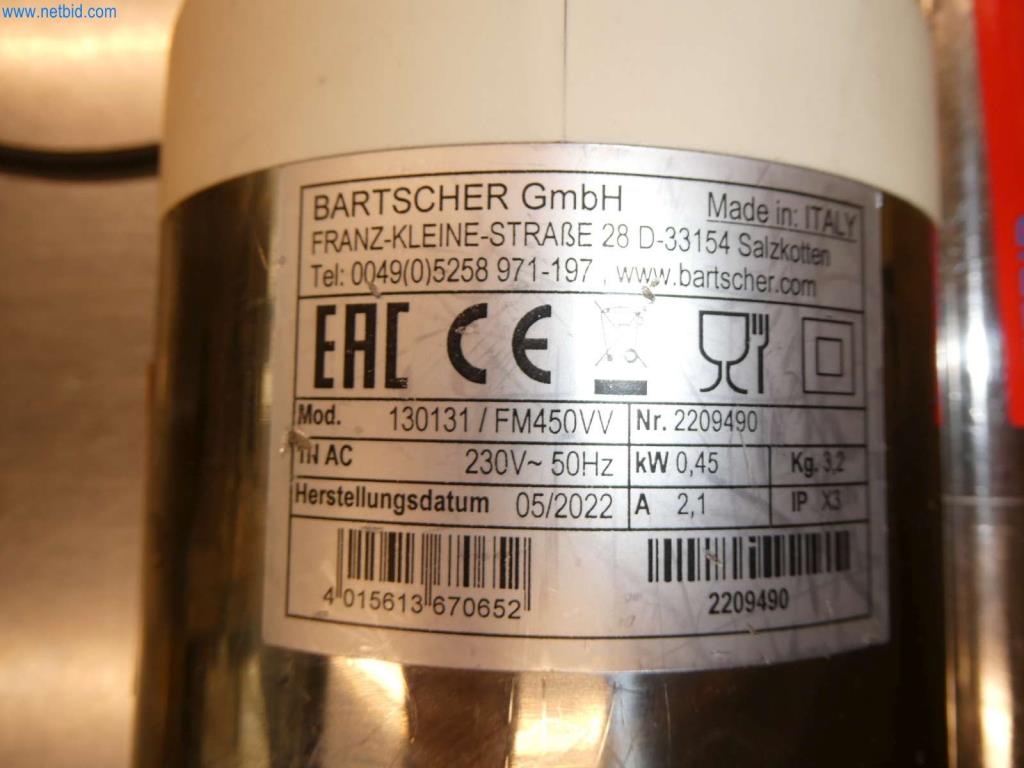 www.netbid.com
BARTSCHER GmbH Made in: ITALY
FRANZ-KLEINE-STRAßE 28 D-33154 Salzkotten
Tel: 0049(0)5258 971-197 , www.bartscher.com
EAC CE
Mod. 130131 / FM450VV Nr. 2209490
1N AC 230V~ 50Hz kW 0,45 Kg. 3,2
Herstellungsdatum 05/2022 A 2,1 IP X3
4 015613 670652 2209490